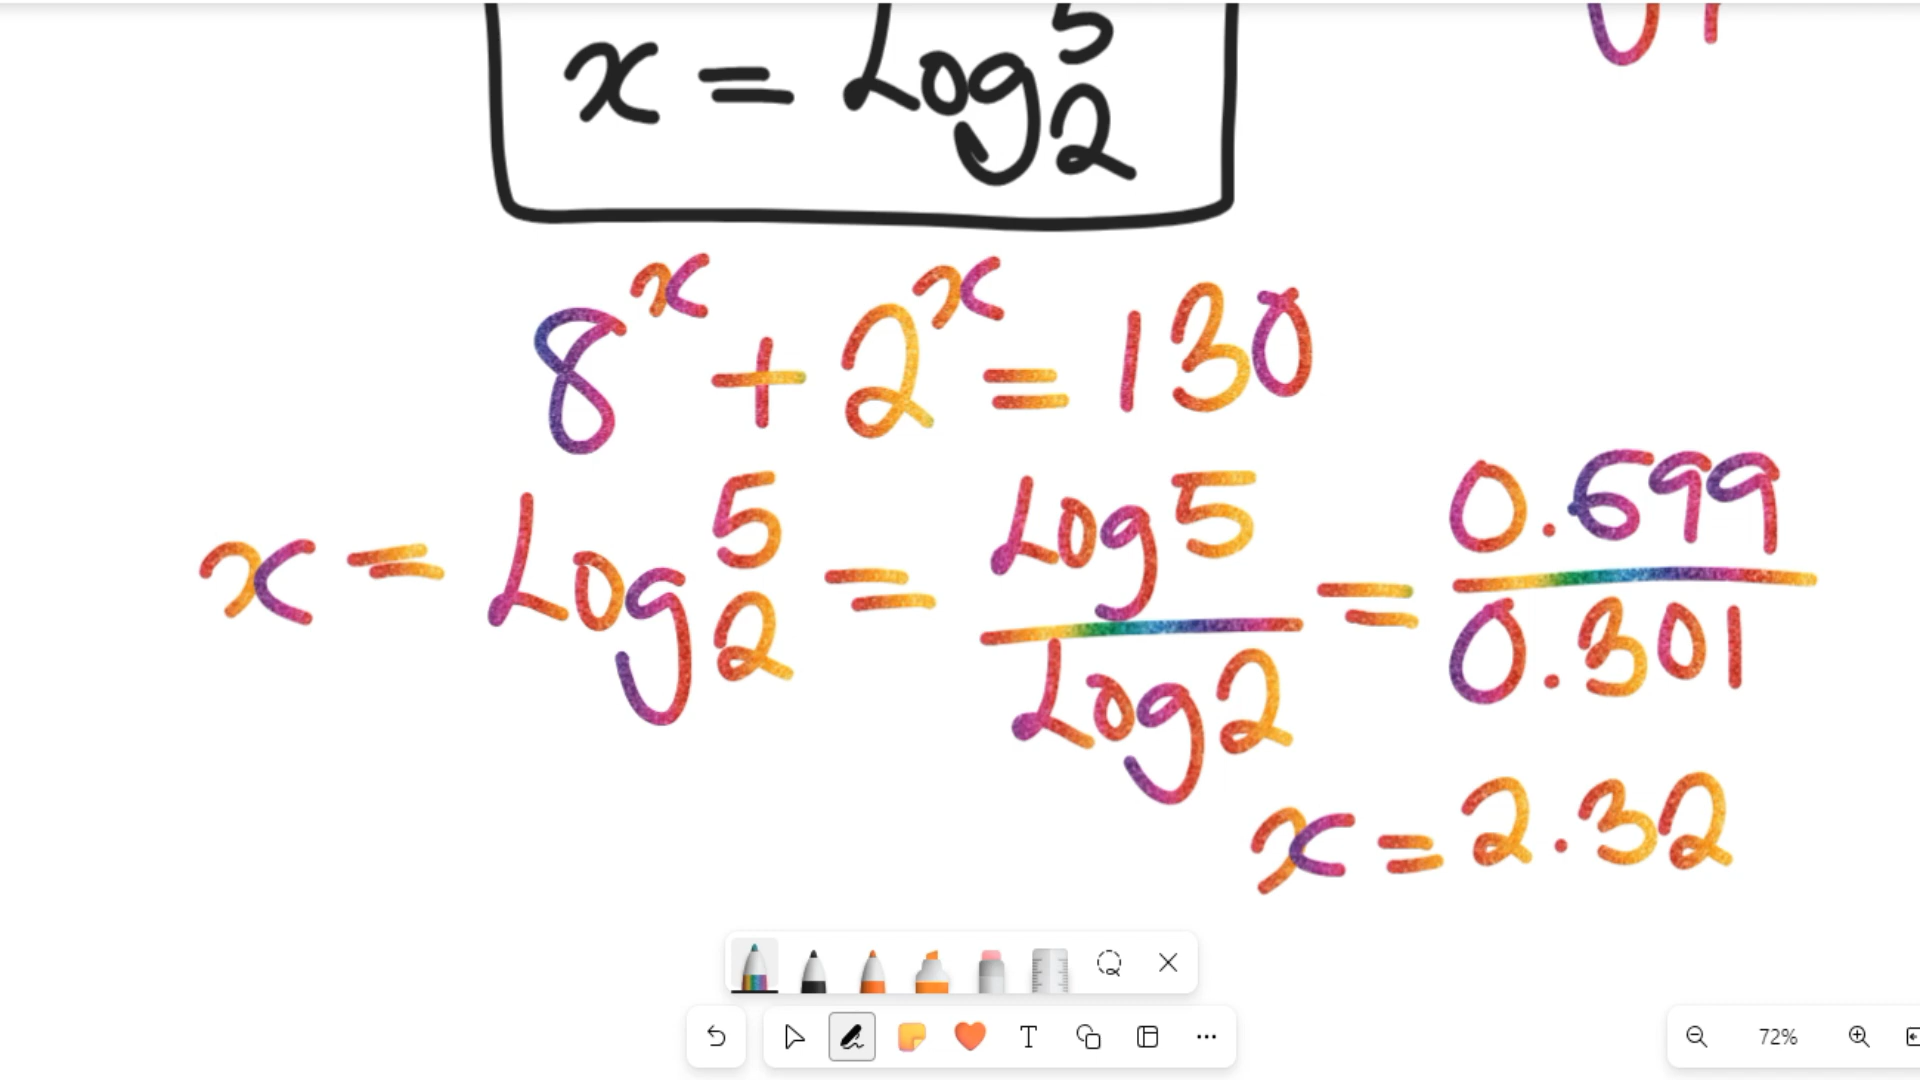 x = Log₂⁵
8ˣ + 2ˣ = 130
x = Log₂⁵ = Log5/Log2 = 0.699/0.301
x = 2.32
T
72%